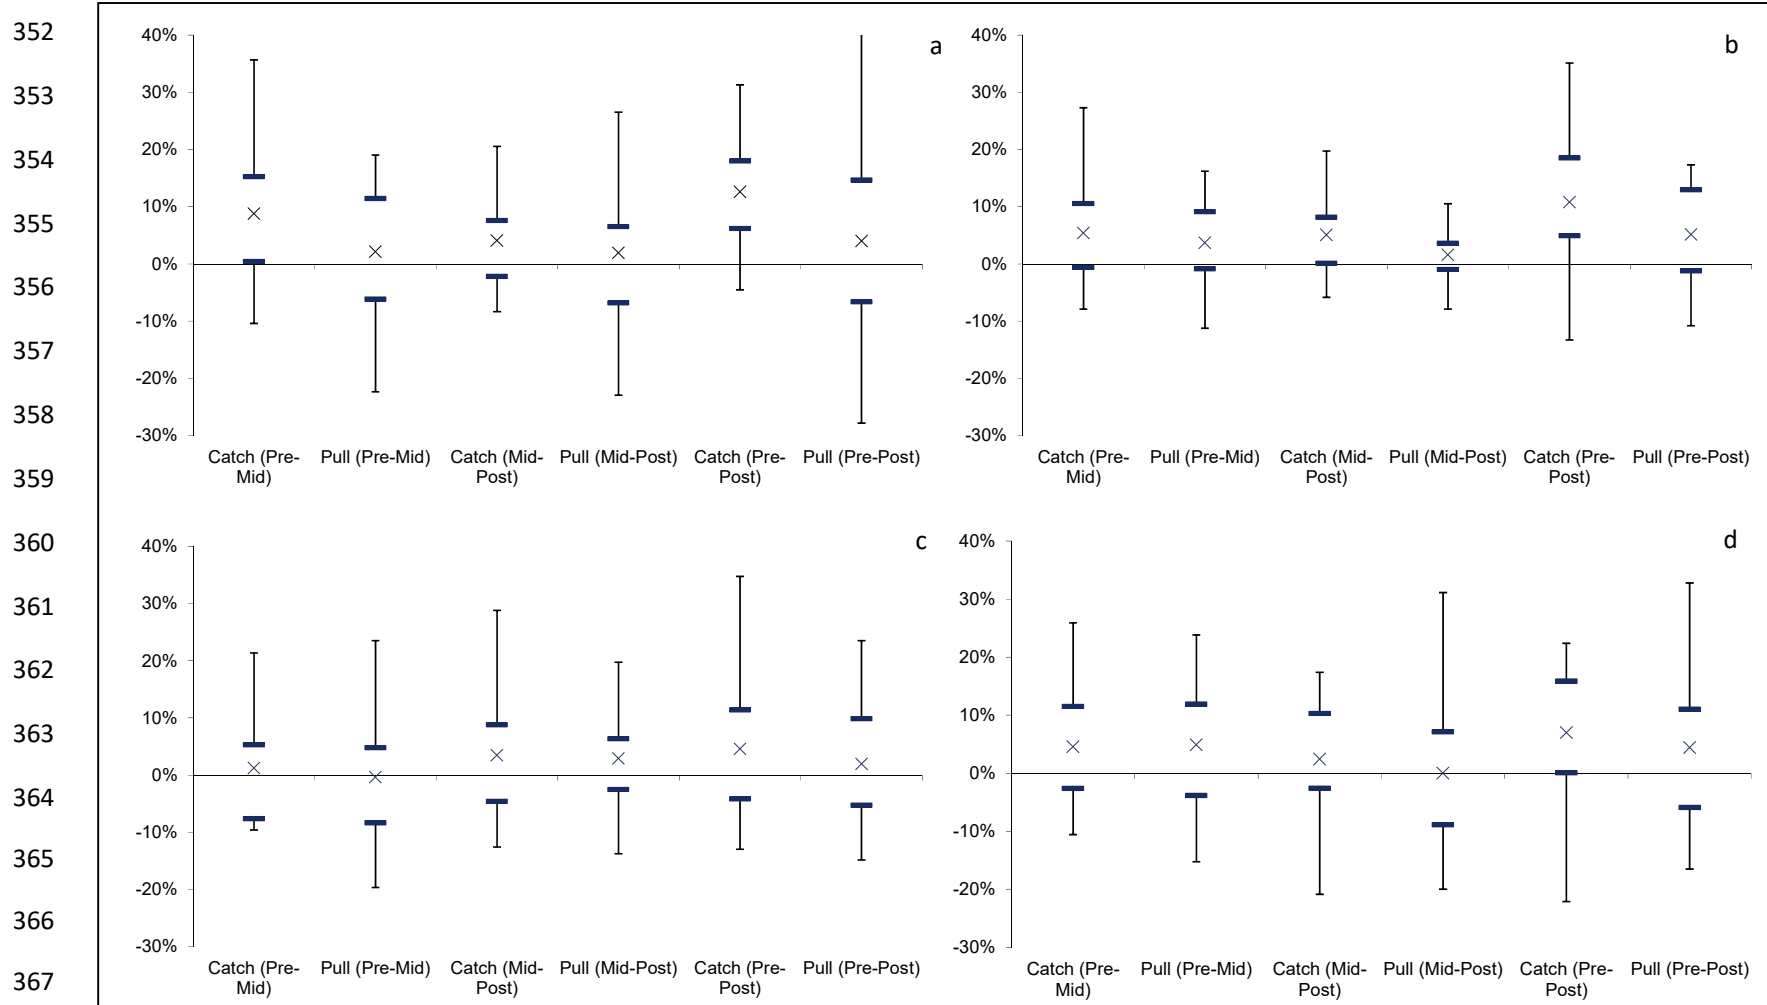 352
353
354
355
356
357
358
359
360
361
362
363
364
365
366
367
a
40%
30%
20%
10%
0%
-10%
-20%
-30%
Catch (Pre-
Mid)
Pull (Pre-Mid)
Catch (Mid-
Post)
Pull (Mid-Post)
Catch (Pre-
Post)
Pull (Pre-Post)
b
40%
30%
20%
10%
0%
-10%
-20%
-30%
Catch (Pre-
Mid)
Pull (Pre-Mid)
Catch (Mid-
Post)
Pull (Mid-Post)
Catch (Pre-
Post)
Pull (Pre-Post)
c
40%
30%
20%
10%
0%
-10%
-20%
-30%
Catch (Pre-
Mid)
Pull (Pre-Mid)
Catch (Mid-
Post)
Pull (Mid-Post)
Catch (Pre-
Post)
Pull (Pre-Post)
d
40%
30%
20%
10%
0%
-10%
-20%
-30%
Catch (Pre-
Mid)
Pull (Pre-Mid)
Catch (Mid-
Post)
Pull (Mid-Post)
Catch (Pre-
Post)
Pull (Pre-Post)